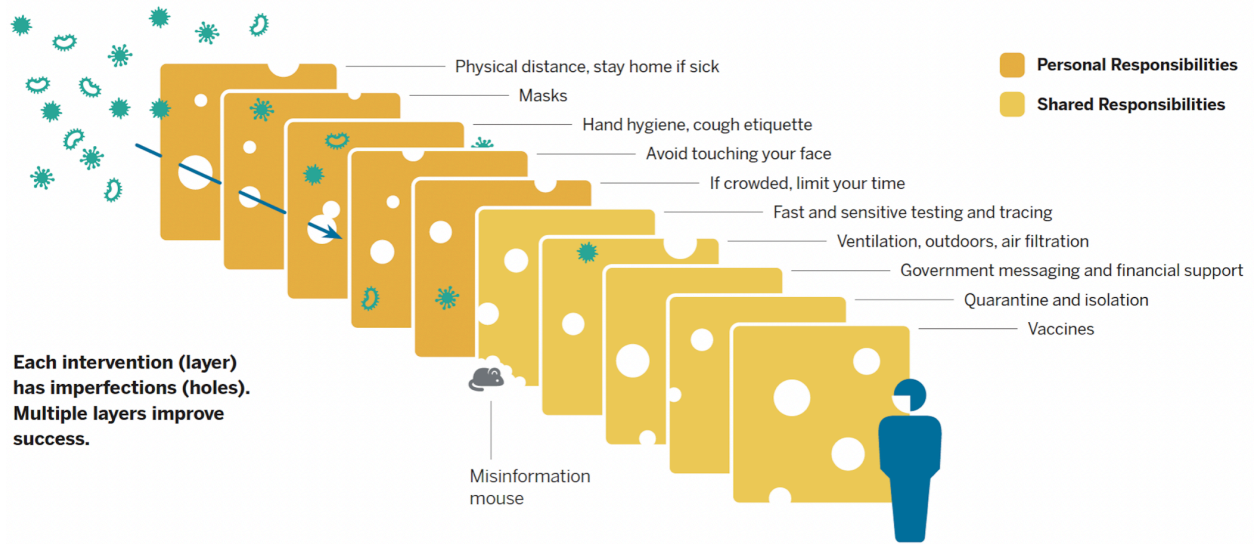 Physical distance, stay home if sick
Masks
Hand hygiene, cough etiquette
Avoid touching your face
If crowded, limit your time
Fast and sensitive testing and tracing
Ventilation, outdoors, air filtration
Government messaging and financial support
Quarantine and isolation
Vaccines
Personal Responsibilities
Shared Responsibilities
Each intervention (layer)
has imperfections (holes).
Multiple layers improve
success.
Misinformation
mouse